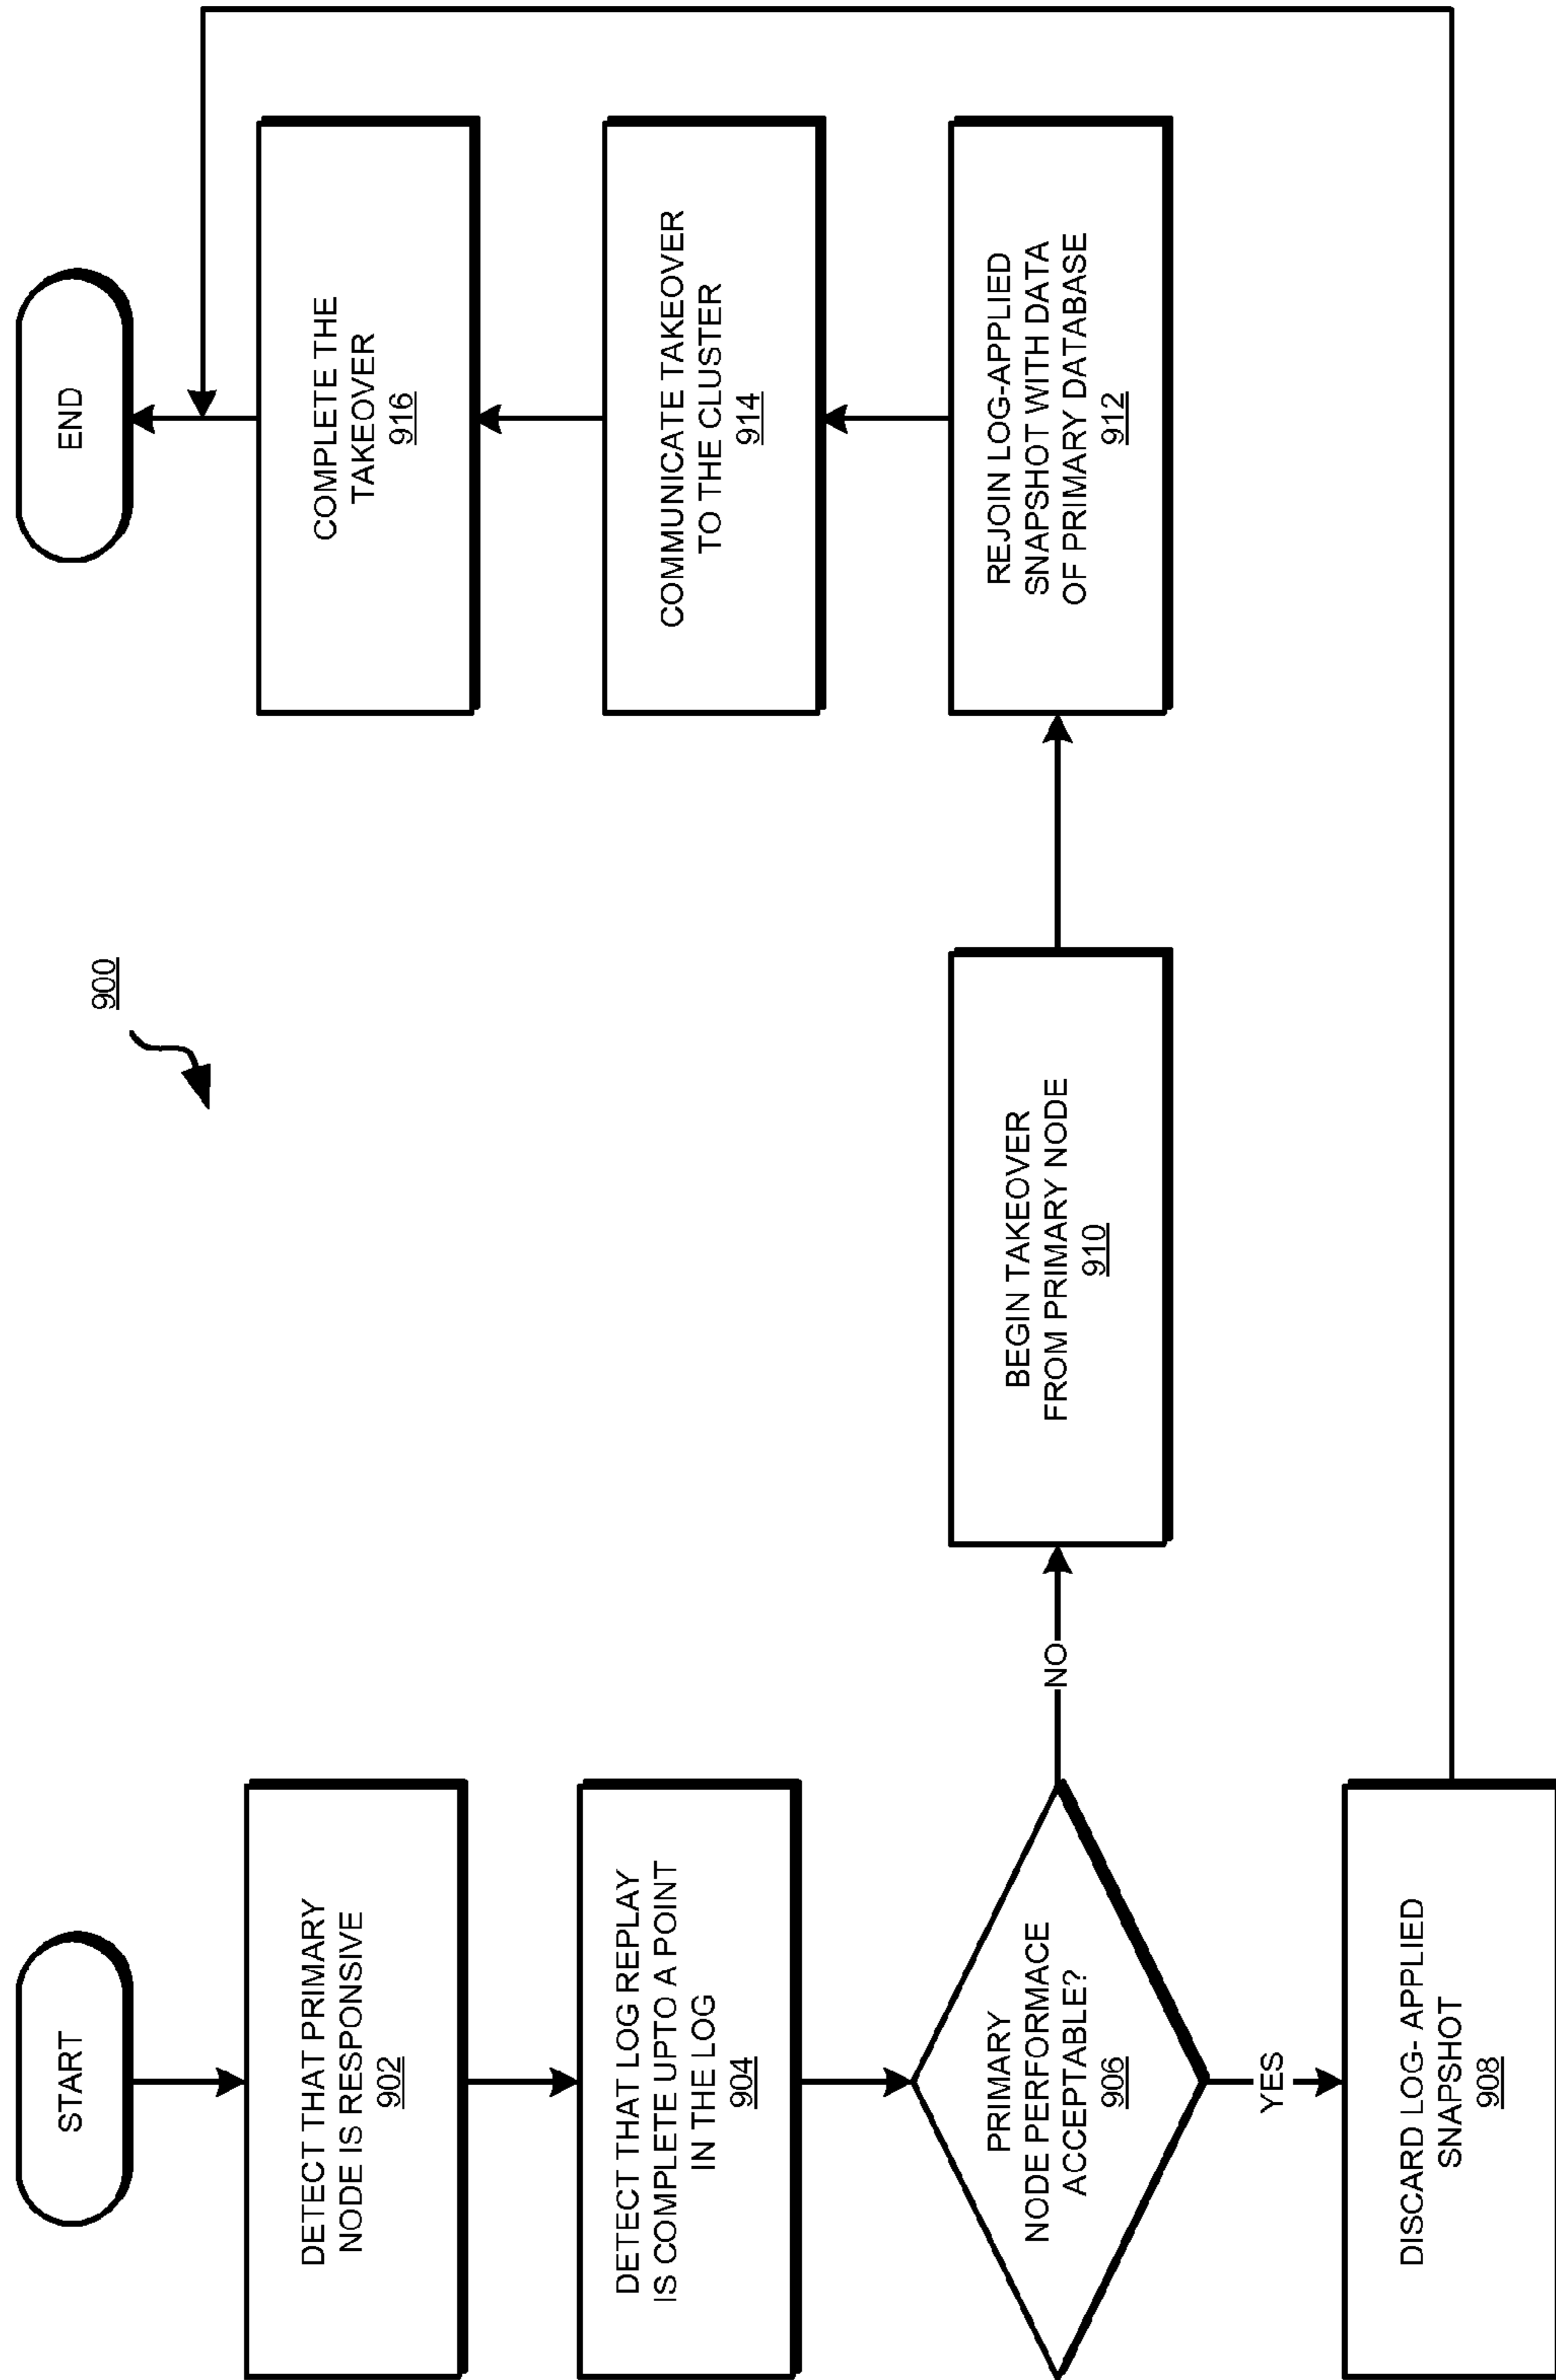 900
START
DETECT THAT PRIMARY
NODE IS RESPONSIVE
902
DETECT THAT LOG REPLAY
IS COMPLETE UPTO A POINT
IN THE LOG
904
PRIMARY
NODE PERFORMACE
ACCEPTABLE?
906
YES
DISCARD LOG- APPLIED
SNAPSHOT
908
NO
BEGIN TAKEOVER
FROM PRIMARY NODE
910
REJOIN LOG-APPLIED
SNAPSHOT WITH DATA
OF PRIMARY DATABASE
912
COMMUNICATE TAKEOVER
TO THE CLUSTER
914
COMPLETE THE
TAKEOVER
916
END